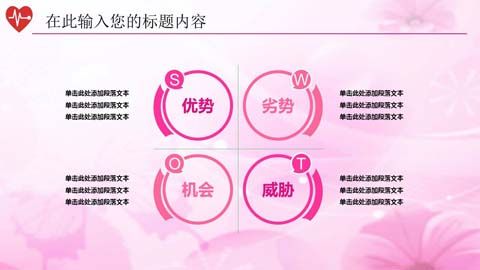 在此输入您的标题内容
S
优势
单击此处添加段落文本
单击此处添加段落文本
单击此处添加段落文本
W
劣势
单击此处添加段落文本
单击此处添加段落文本
单击此处添加段落文本
O
机会
单击此处添加段落文本
单击此处添加段落文本
单击此处添加段落文本
T
威胁
单击此处添加段落文本
单击此处添加段落文本
单击此处添加段落文本